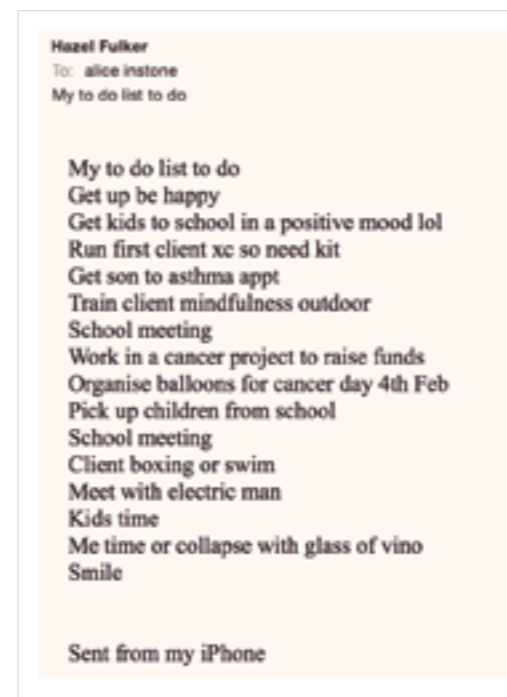 Hazel Fulker
To: alice instone
My to do list to do
My to do list to do
Get up be happy
Get kids to school in a positive mood lol
Run first client xc so need kit
Get son to asthma appt
Train client mindfulness outdoor
School meeting
Work in a cancer project to raise funds
Organise balloons for cancer day 4th Feb
Pick up children from school
School meeting
Client boxing or swim
Meet with electric man
Kids time
Me time or collapse with glass of vino
Smile
Sent from my iPhone